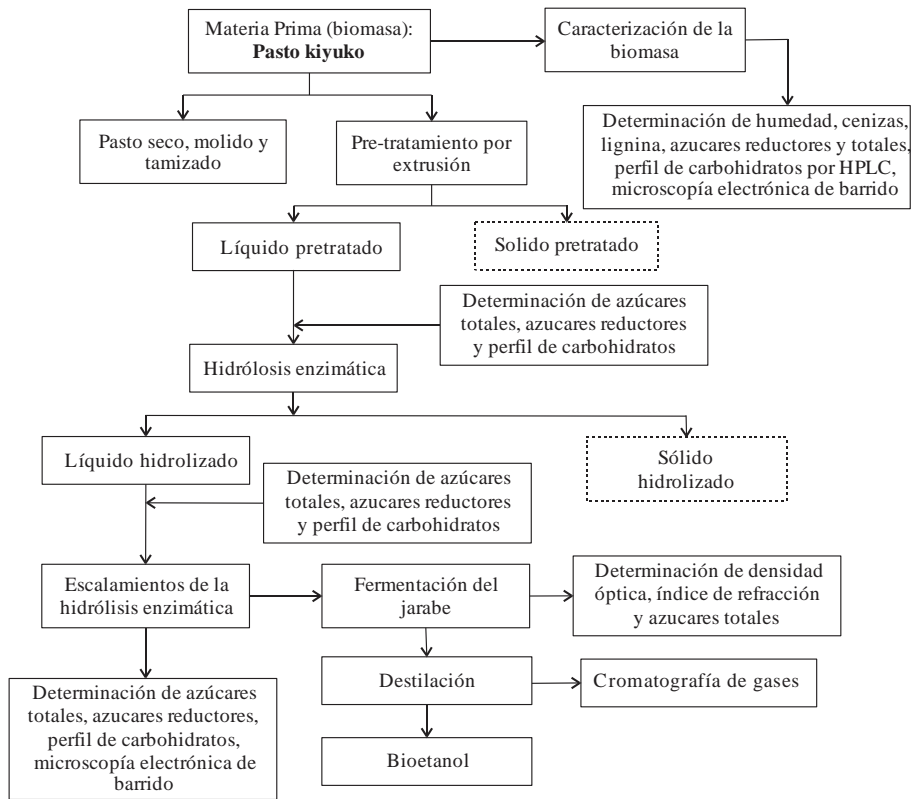 Materia Prima (biomasa):
Pasto kiyuko
Caracterización de la
biomasa
Pasto seco, molido y
tamizado
Pre-tratamiento por
extrusión
Determinación de humedad, cenizas,
lignina, azucares reductores y totales,
perfil de carbohidratos por HPLC,
microscopía electrónica de barrido
Líquido pretratado
Solido pretratado
Determinación de azúcares
totales, azucares reductores
y perfil de carbohidratos
Hidrólosis enzimática
Líquido hidrolizado
Sólido
hidrolizado
Determinación de azúcares
totales, azucares reductores
y perfil de carbohidratos
Escalamientos de la
hidrólisis enzimática
Fermentación del
jarabe
Determinación de densidad
óptica, índice de refracción
y azucares totales
Destilación
Cromatografía de gases
Determinación de azúcares
totales, azucares reductores,
perfil de carbohidratos,
microscopía electrónica de
barrido
Bioetanol